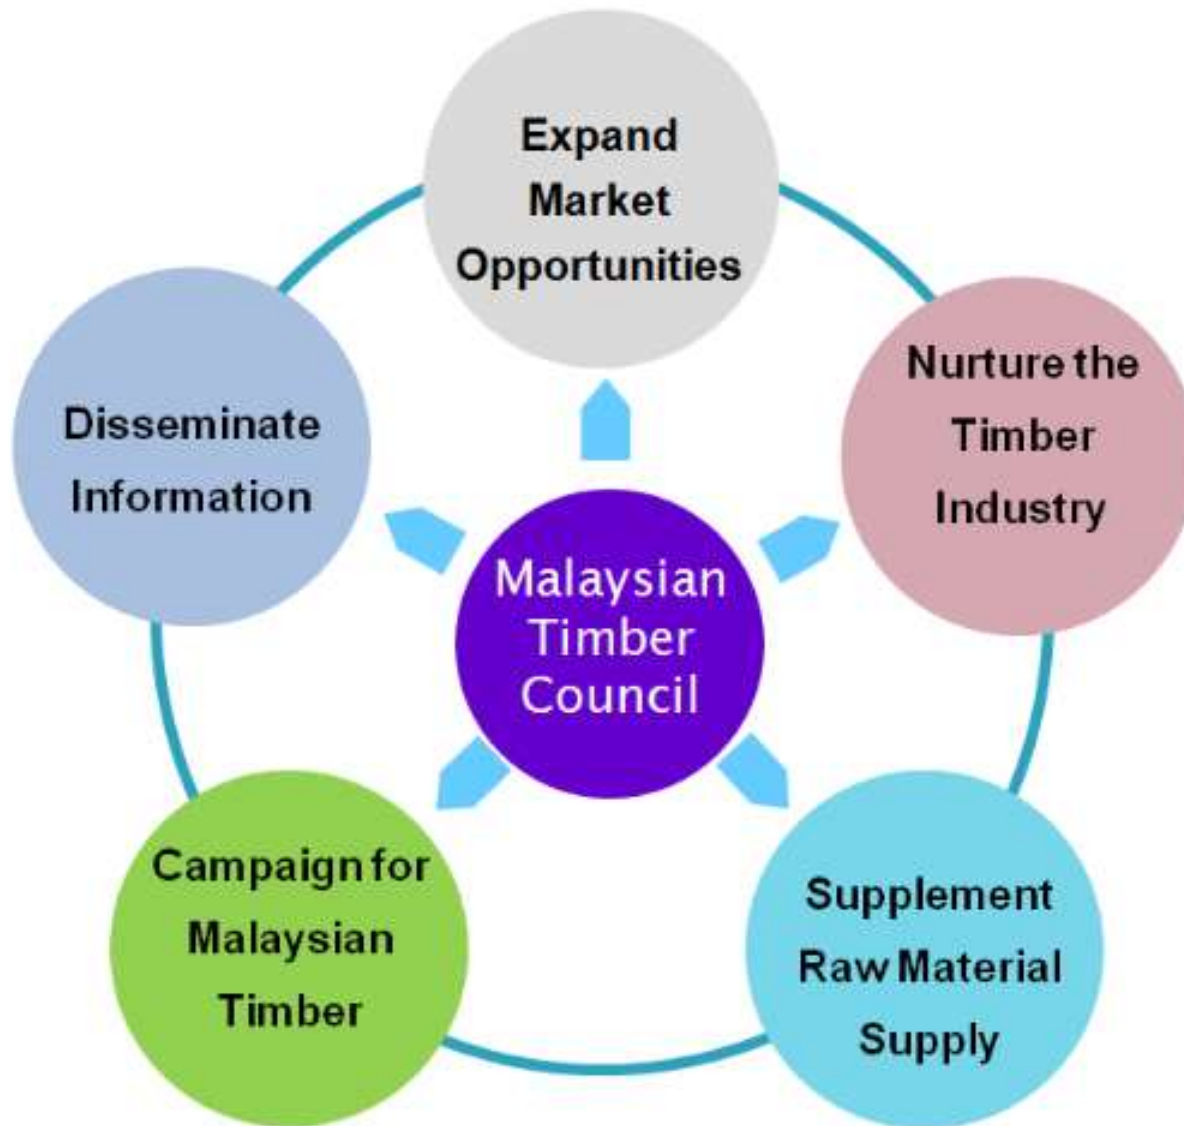 Expand
Market
Opportunities
Nurture the
Timber
Industry
Disseminate
Information
Malaysian
Timber
Council
Campaign for
Malaysian
Timber
Supplement
Raw Material
Supply